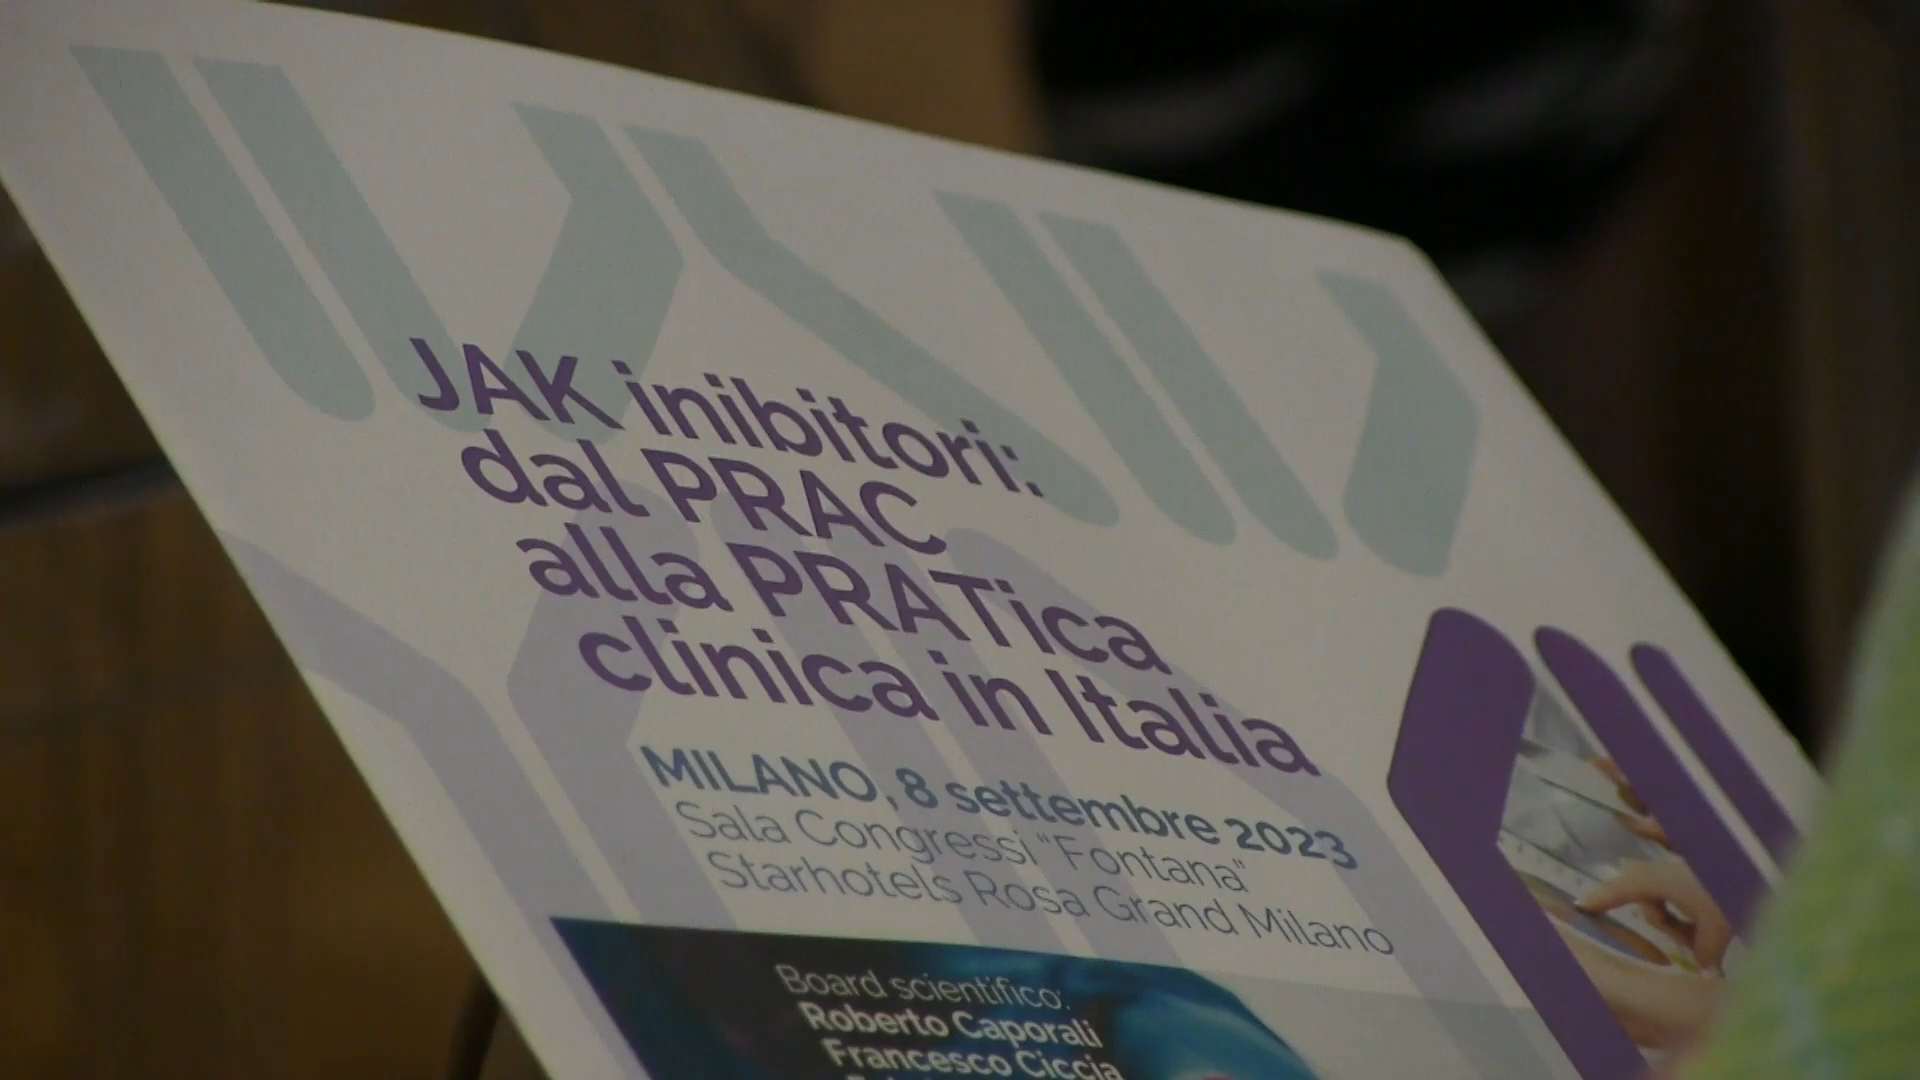 JAK inibitori:
dal PRAC
alla PRATica
clinica in Italia
MILANO, 8 settembre 2023
Sala Congressi "Fontana"
Starhotels Rosa Grand Milano
Board scientifico:
Roberto Caporali
Francesco Ciccia